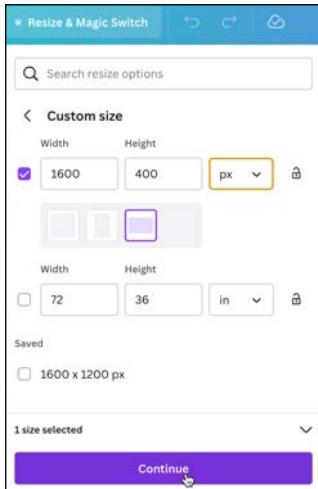 Resize & Magic Switch
Search resize options
Custom size
Width Height
1600 400 px
Width Height
72 36 in
Saved
1600 x 1200 px
1 size selected
Continue